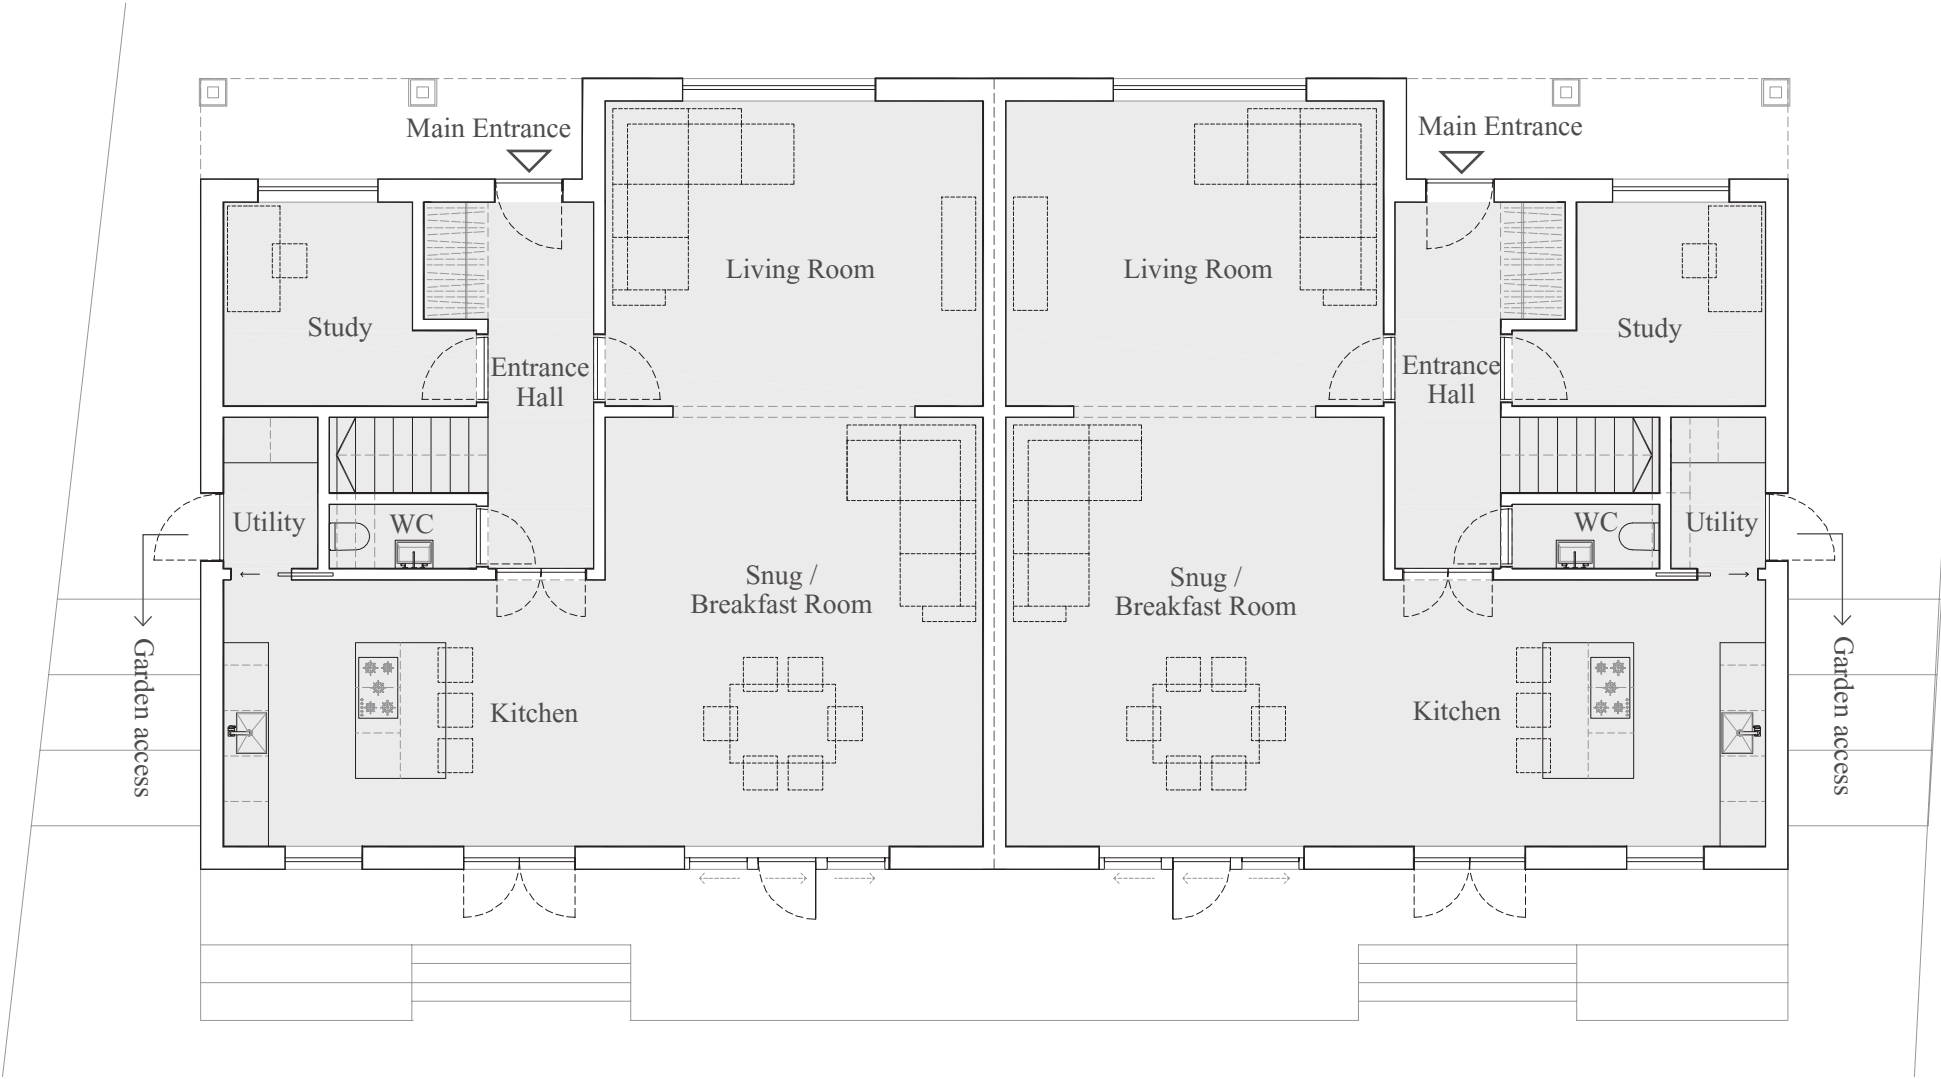 Main Entrance
Main Entrance
Living Room
Living Room
Study
Study
Entrance
Hall
Entrance
Hall
Utility
WC
WC
Utility
Snug /
Breakfast Room
Snug /
Breakfast Room
Garden access
Kitchen
Kitchen
Garden access